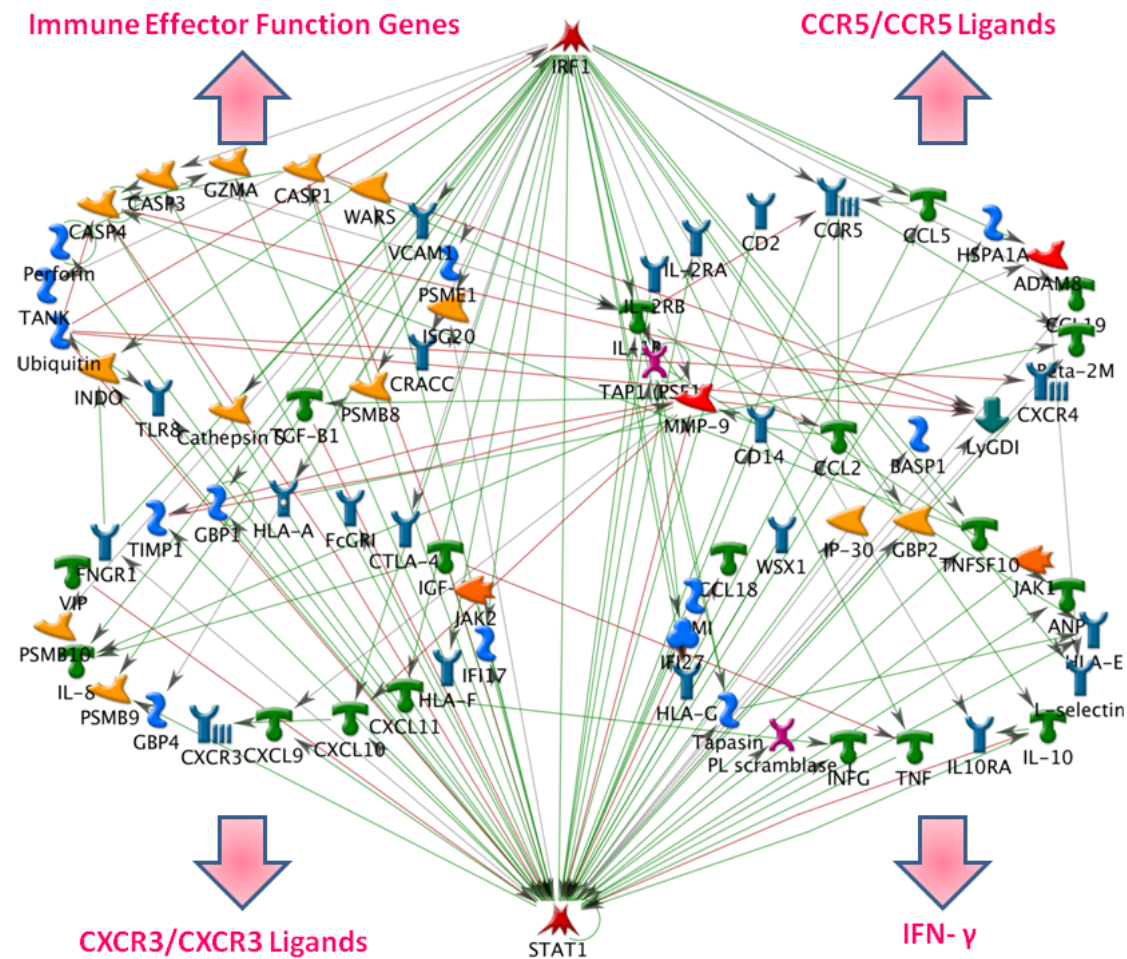 Immune Effector Function Genes
CCR5/CCR5 Ligands
IRF1
GZMA
CASP3
CASP1
WARS
CASP4
VCAM1
CD2
CCR5
CCL5
HSPA1A
Perforin
IL-2RA
ADAM8
PSME1
TANK
IL-2RB
ISG20
CCL19
Ubiquitin
Beta-2M
CRACC
TAP1
INDO
PSMB8
CXCR4
TLR8
TGF-B1
MMP-9
LyGDI
CD14
CCL2
BASP1
TIMP1
GBP1
HLA-A
FcGRI
CTLA-4
IP-30
GBP2
TNFSF10
WSX1
VIP
CCL18
JAK1
JAK2
ANP
PSMB10
IFI27
HLA-E
IFI17
IL-8
HLA-F
PSMB9
HLA-G
L-selectin
GBP4
CXCL11
CXCR3
CXCL9
CXCL10
Tapasin
PL scramblase
INFG
TNF
IL10RA
IL-10
CXCR3/CXCR3 Ligands
IFN- γ
STAT1